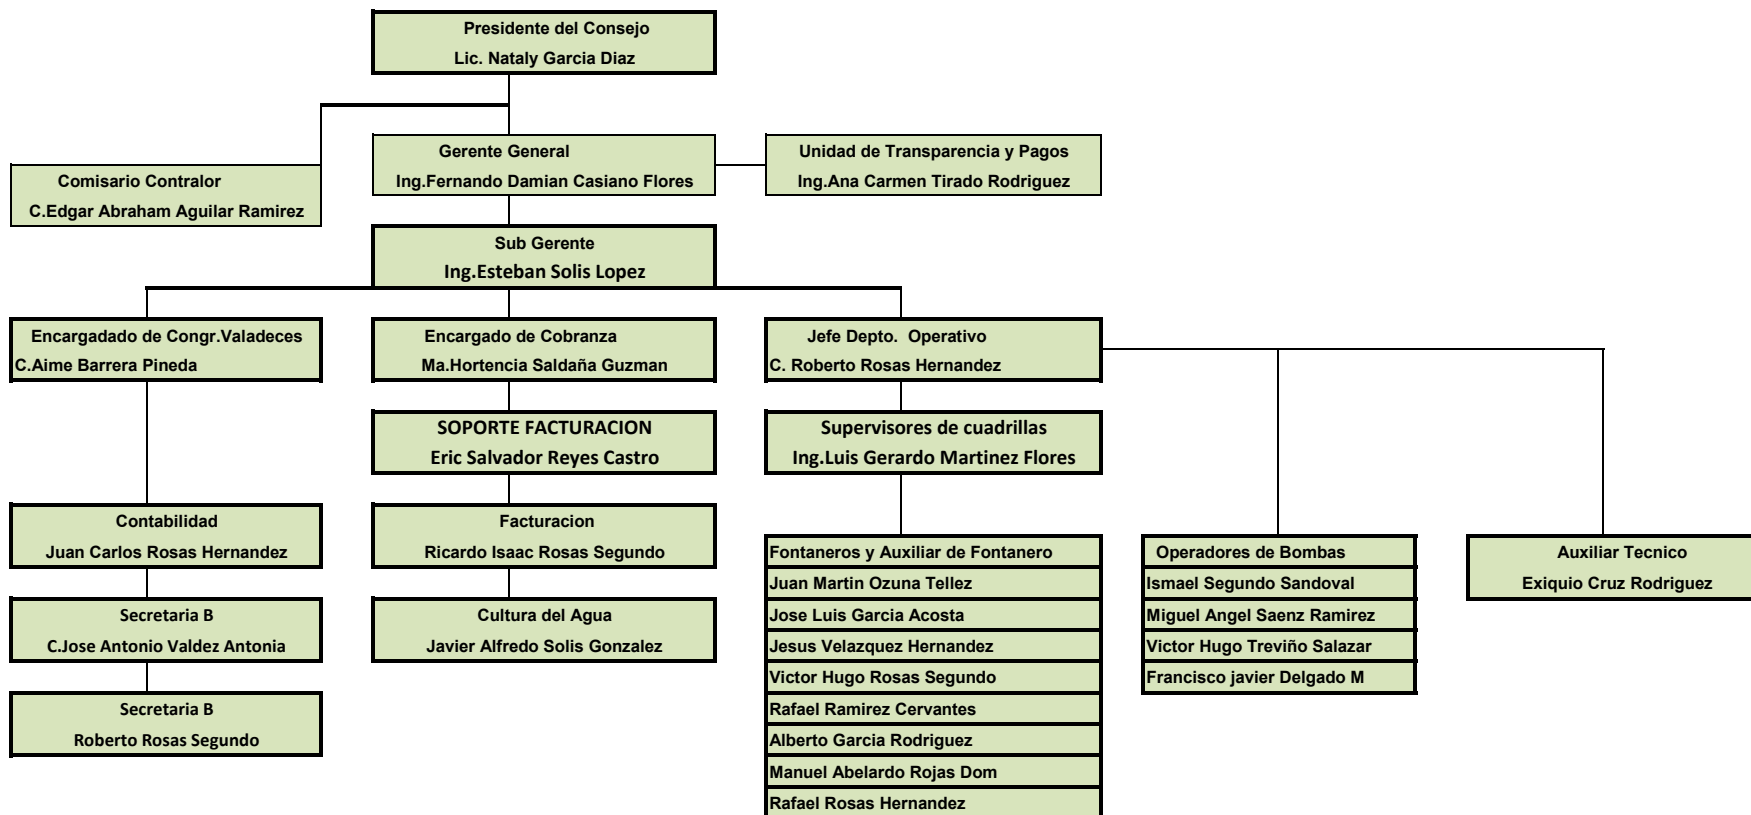 Presidente del Consejo
Lic. Nataly Garcia Diaz
Gerente General
Ing.Fernando Damian Casiano Flores
Unidad de Transparencia y Pagos
Ing.Ana Carmen Tirado Rodriguez
Comisario Contralor
C.Edgar Abraham Aguilar Ramirez
Sub Gerente
Ing.Esteban Solis Lopez
Encargadado de Congr.Valadeces
C.Aime Barrera Pineda
Encargado de Cobranza
Ma.Hortencia Saldaña Guzman
Jefe Depto. Operativo
C. Roberto Rosas Hernandez
SOPORTE FACTURACION
Eric Salvador Reyes Castro
Supervisores de cuadrillas
Ing.Luis Gerardo Martinez Flores
Contabilidad
Juan Carlos Rosas Hernandez
Facturacion
Ricardo Isaac Rosas Segundo
Secretaria B
C.Jose Antonio Valdez Antonia
Cultura del Agua
Javier Alfredo Solis Gonzalez
Secretaria B
Roberto Rosas Segundo
Fontaneros y Auxiliar de Fontanero
Juan Martin Ozuna Tellez
Jose Luis Garcia Acosta
Jesus Velazquez Hernandez
Victor Hugo Rosas Segundo
Rafael Ramirez Cervantes
Alberto Garcia Rodriguez
Manuel Abelardo Rojas Dom
Rafael Rosas Hernandez
Operadores de Bombas
Ismael Segundo Sandoval
Miguel Angel Saenz Ramirez
Victor Hugo Treviño Salazar
Francisco javier Delgado M
Auxiliar Tecnico
Exiquio Cruz Rodriguez